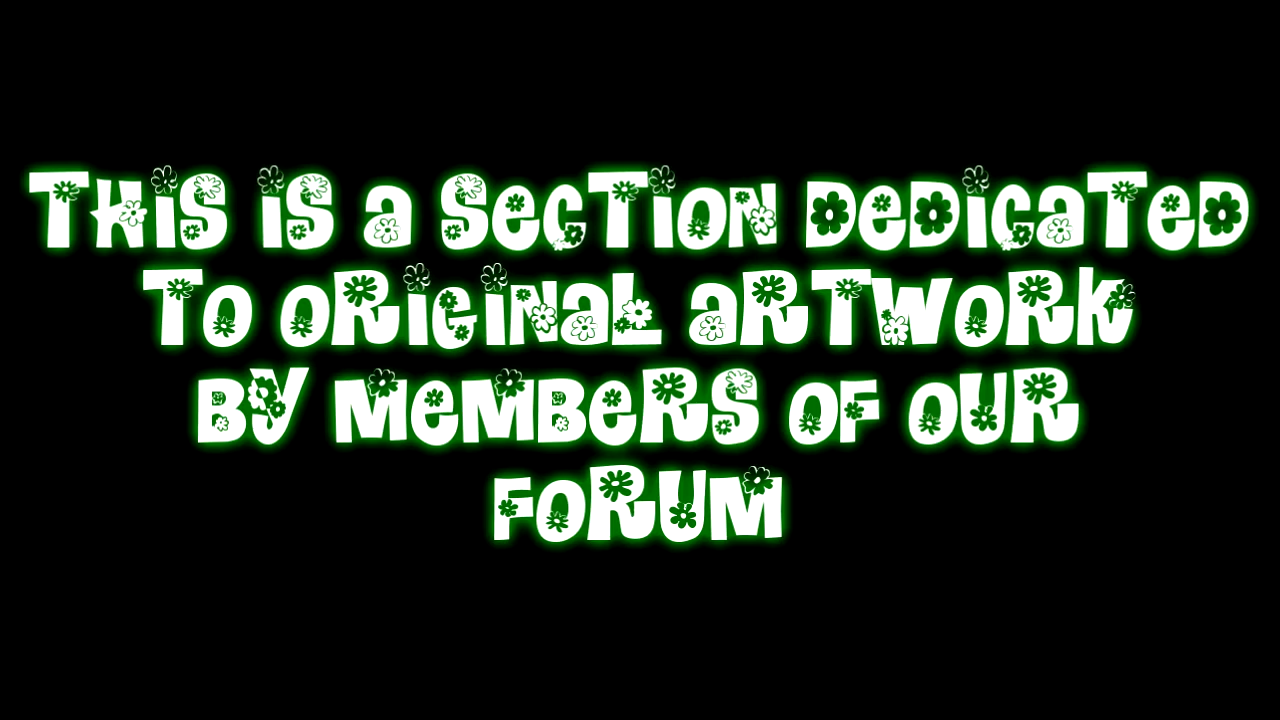 THIS IS A SECTION DEDICATED
TO ORIGINAL ARTWORK
BY MEMBERS OF OUR
FORUM